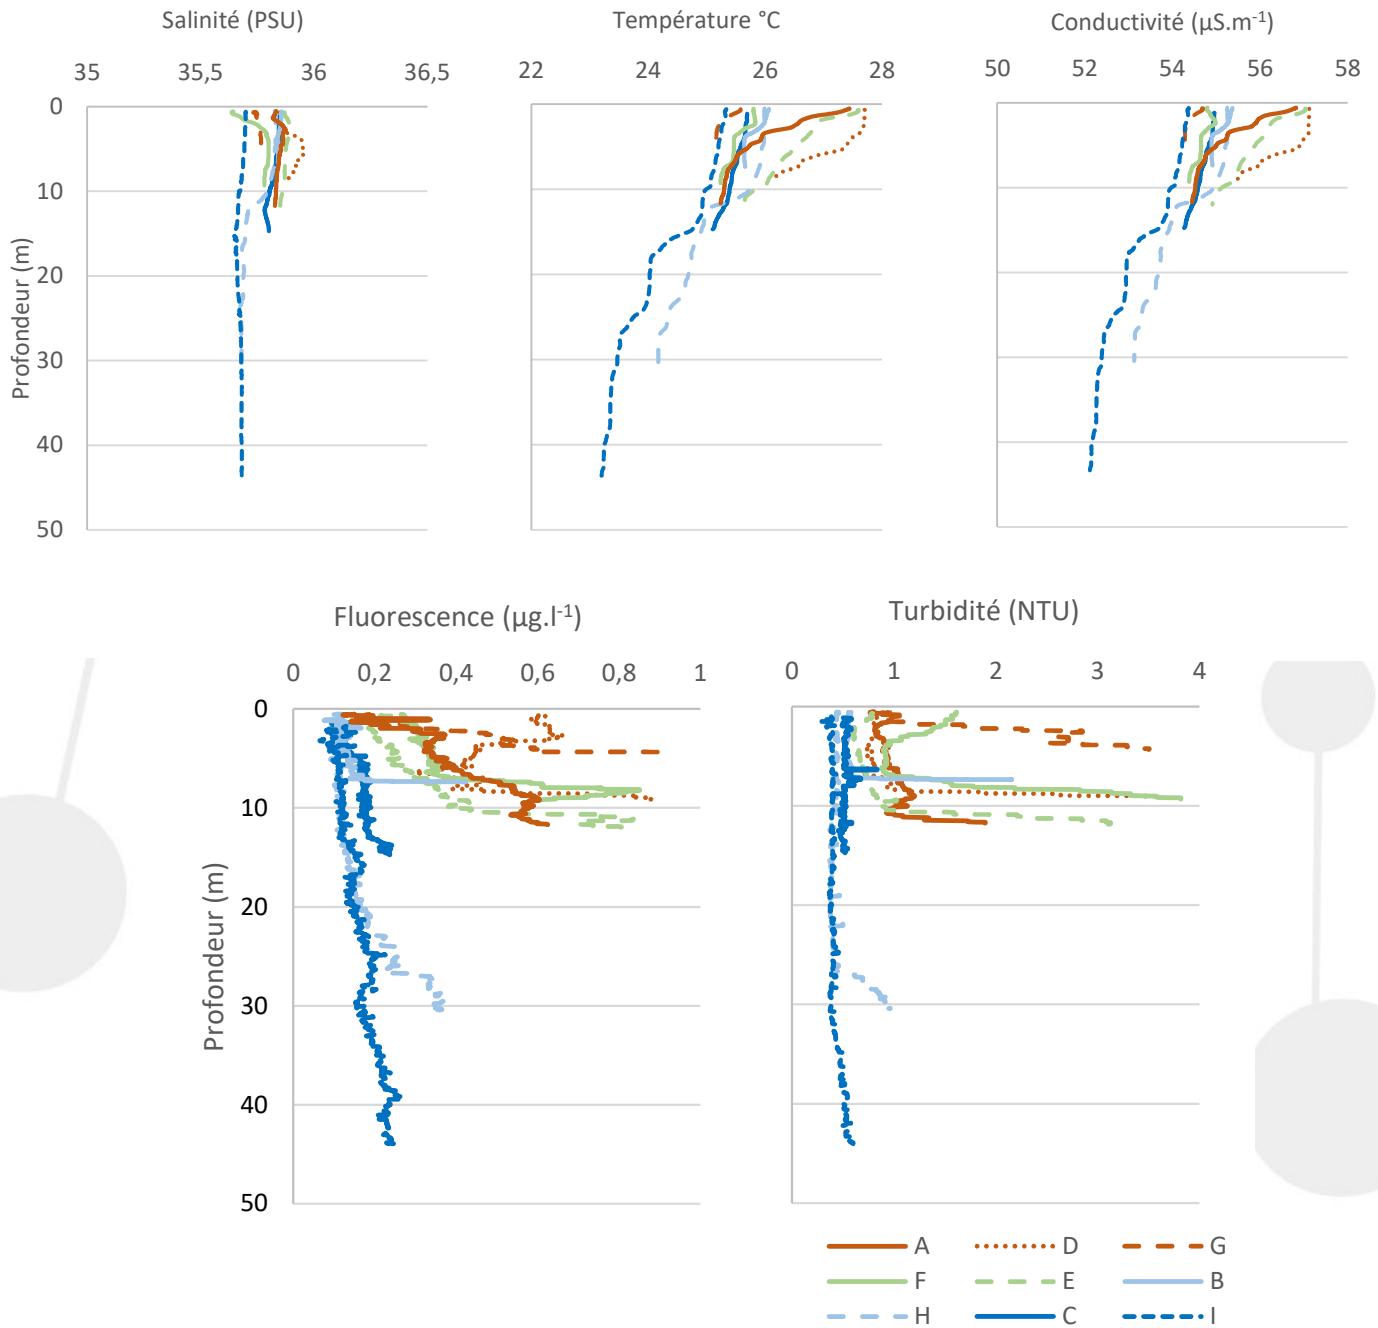 Salinité (PSU)
Température °C
Conductivité (µS.m-1)
35 35,5 36 36,5
22 24 26 28
50 52 54 56 58
0
10
20
30
40
50
Profondeur (m)
Fluorescence (µg.l-1)
Turbidité (NTU)
0 0,2 0,4 0,6 0,8 1
0 1 2 3 4
0
10
20
30
40
50
Profondeur (m)
A D G
F E B
H C I